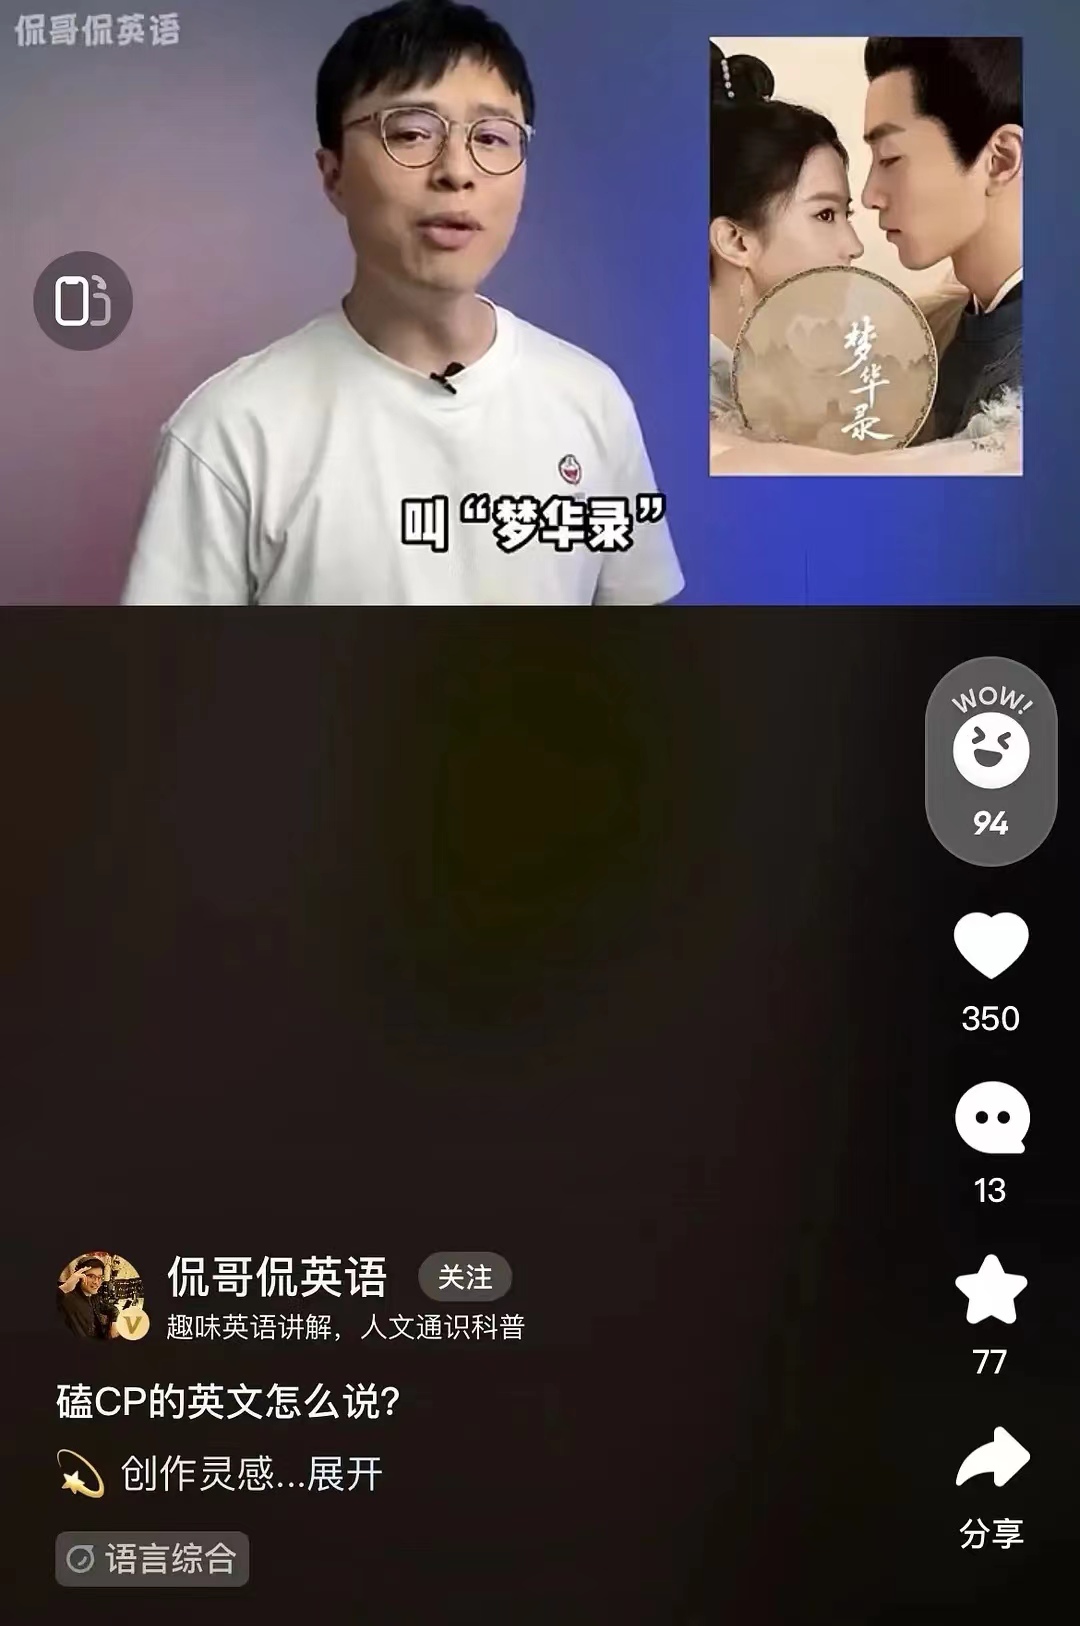 侃哥侃英语
梦华录
叫“梦华录”
WOW!
94
350
13
77
分享
侃哥侃英语
关注
V
趣味英语讲解，人文通识科普
磕CP的英文怎么说？
创作灵感...展开
语言综合